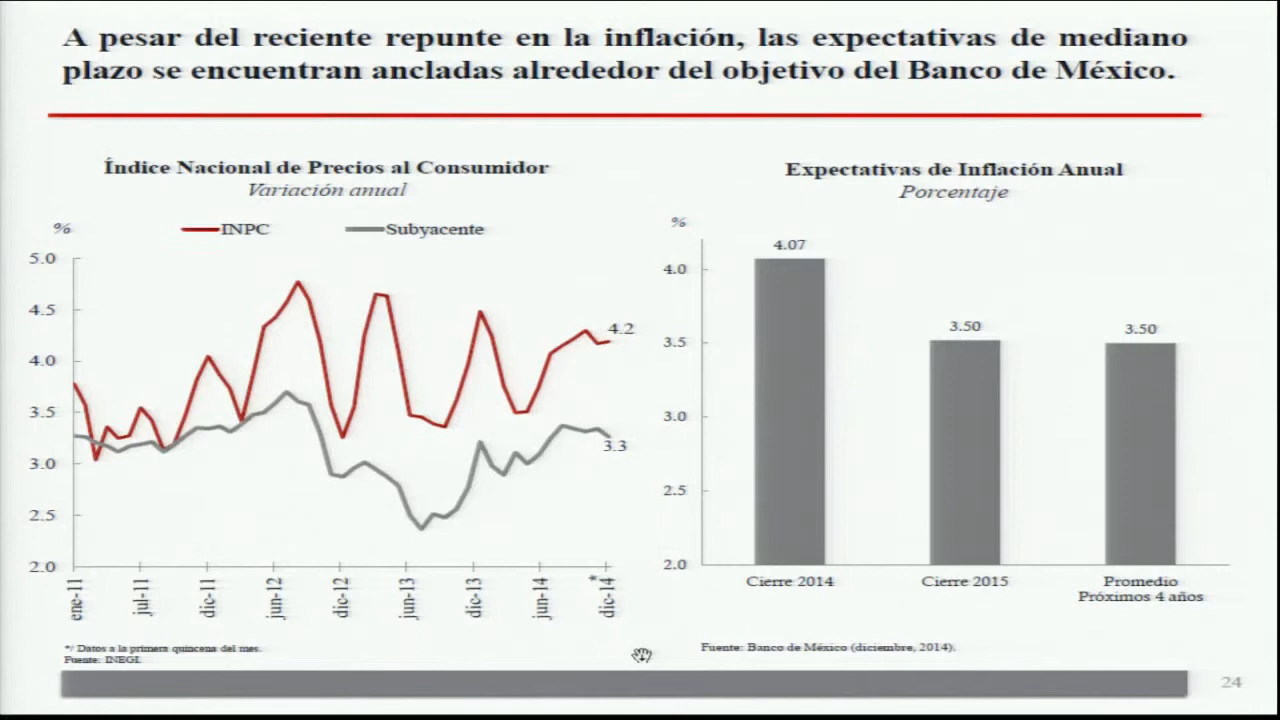 A pesar del reciente repunte en la inflación, las expectativas de mediano
plazo se encuentran ancladas alrededor del objetivo del Banco de México.
Índice Nacional de Precios al Consumidor
Variación anual
%
INPC
Subyacente
5.0
4.5
4.0
3.5
3.0
2.5
2.0
4.2
3.3
ene-11
jul-11
dic-11
jun-12
dic-12
jun-13
dic-13
jun-14
*
dic-14
*/ Datos a la primera quincena del mes.
Fuente: INEGI.
Expectativas de Inflación Anual
Porcentaje
%
4.0
3.5
3.0
2.5
2.0
4.07
3.50
3.50
Cierre 2014
Cierre 2015
Promedio
Próximos 4 años
Fuente: Banco de México (diciembre, 2014).
24